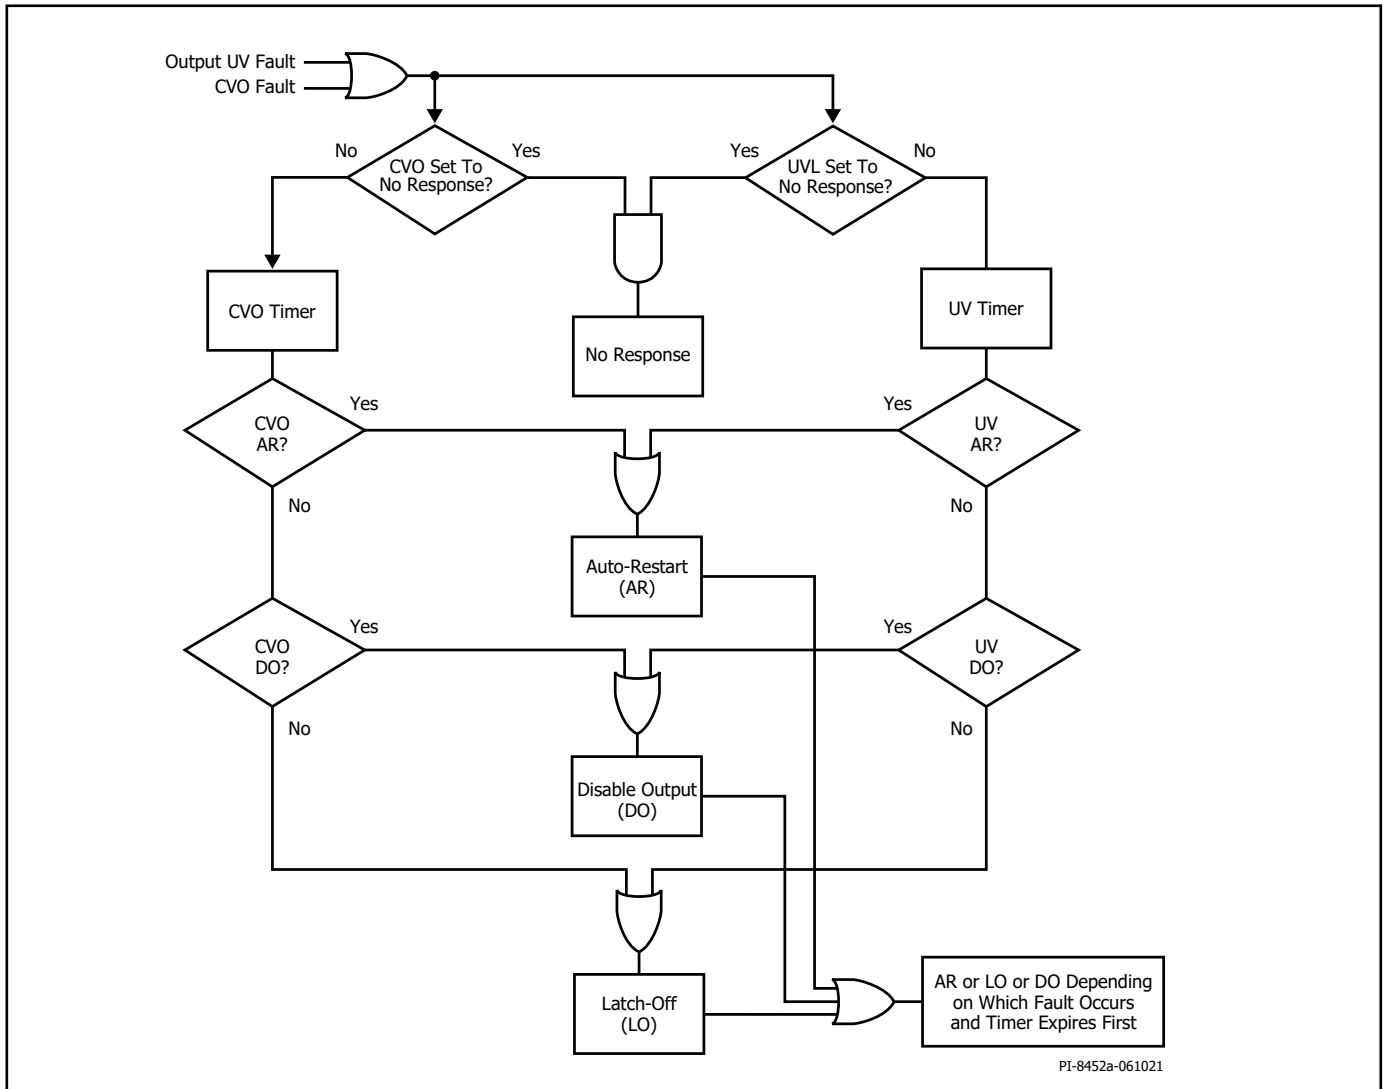 Output UV Fault
CVO Fault
No
Yes
Yes
No
CVO Set To
No Response?
UVL Set To
No Response?
CVO Timer
No Response
UV Timer
Yes
Yes
CVO
AR?
UV
AR?
No
No
Auto-Restart
(AR)
Yes
Yes
CVO
DO?
UV
DO?
No
No
Disable Output
(DO)
Latch-Off
(LO)
AR or LO or DO Depending
on Which Fault Occurs
and Timer Expires First
PI-8452a-061021